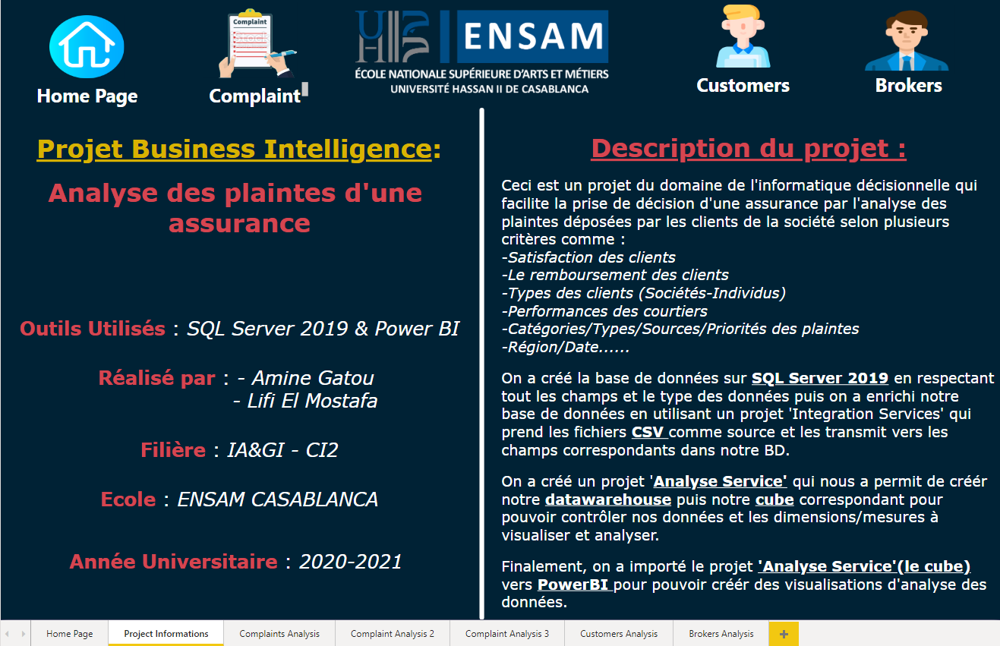 Complaint
Home Page
Complaint
ENSAM
ÉCOLE NATIONALE SUPÉRIEURE D'ARTS ET MÉTIERS
UNIVERSITÉ HASSAN II DE CASABLANCA
Customers
Brokers
Projet Business Intelligence:
Analyse des plaintes d'une
assurance
Outils Utilisés : SQL Server 2019 & Power BI
Réalisé par : - Amine Gatou
- Lifi El Mostafa
Filière : IA&GI - CI2
Ecole : ENSAM CASABLANCA
Année Universitaire : 2020-2021
Description du projet :
Ceci est un projet du domaine de l'informatique décisionnelle qui
facilite la prise de décision d'une assurance par l'analyse des
plaintes déposées par les clients de la société selon plusieurs
critères comme :
-Satisfaction des clients
-Le remboursement des clients
-Types des clients (Sociétés-Individus)
-Performances des courtiers
-Catégories/Types/Sources/Priorités des plaintes
-Région/Date......
On a créé la base de données sur SQL Server 2019 en respectant
tout les champs et le type des données puis on a enrichi notre
base de données en utilisant un projet 'Integration Services' qui
prend les fichiers CSV comme source et les transmit vers les
champs correspondants dans notre BD.
On a créé un projet 'Analyse Service' qui nous a permit de créér
notre datawarehouse puis notre cube correspondant pour
pouvoir contrôler nos données et les dimensions/mesures à
visualiser et analyser.
Finalement, on a importé le projet 'Analyse Service'(le cube)
vers PowerBI pour pouvoir créér des visualisations d'analyse des
données.
Home Page
Project Informations
Complaints Analysis
Complaint Analysis 2
Complaint Analysis 3
Customers Analysis
Brokers Analysis
+